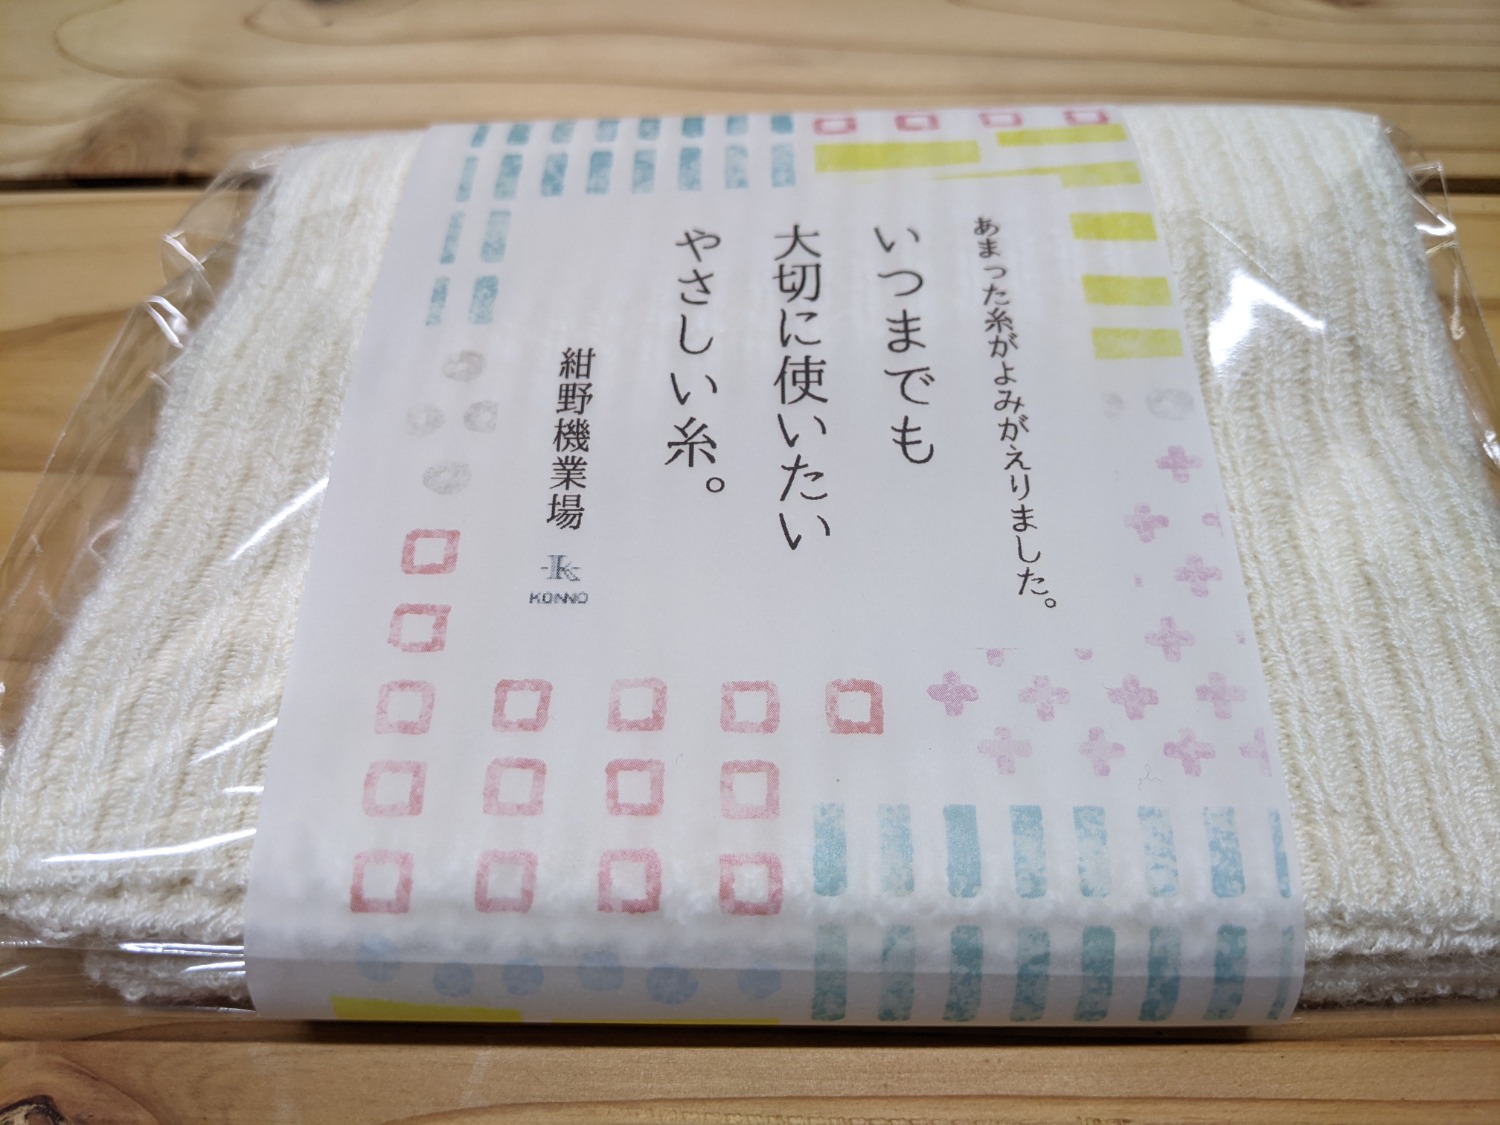 あまった糸がよみがえりました。
いつまでも
大切に使いたい
やさしい糸。
紺野機業場
k
KONNO